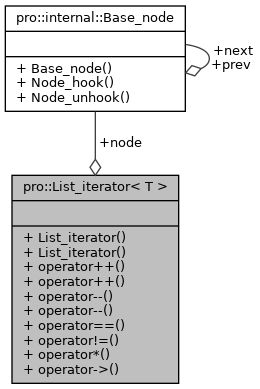 pro::internal::Base_node
+ Base_node()
+ Node_hook()
+ Node_unhook()
+next
+prev
+node
pro::List_iterator< T >
+ List_iterator()
+ List_iterator()
+ operator++()
+ operator++()
+ operator--()
+ operator--()
+ operator==()
+ operator!=()
+ operator*()
+ operator->()